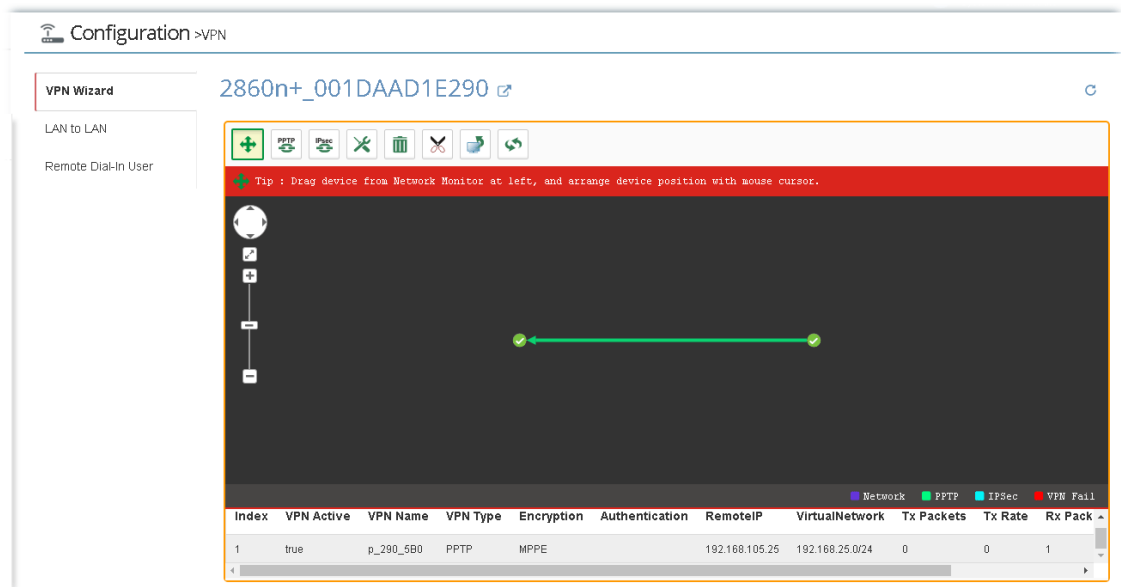 Configuration >VPN
VPN Wizard
LAN to LAN
Remote Dial-In User
2860n+_001DAAD1E290
PPTP IPsec
Tip : Drag device from Network Monitor at left, and arrange device position with mouse cursor.
Network PPTP IPSec VPN Fail
Index VPN Active VPN Name VPN Type Encryption Authentication RemoteIP VirtualNetwork Tx Packets Tx Rate Rx Pack
1 true p_290_5B0 PPTP MPPE 192.168.105.25 192.168.25.0/24 0 0 1